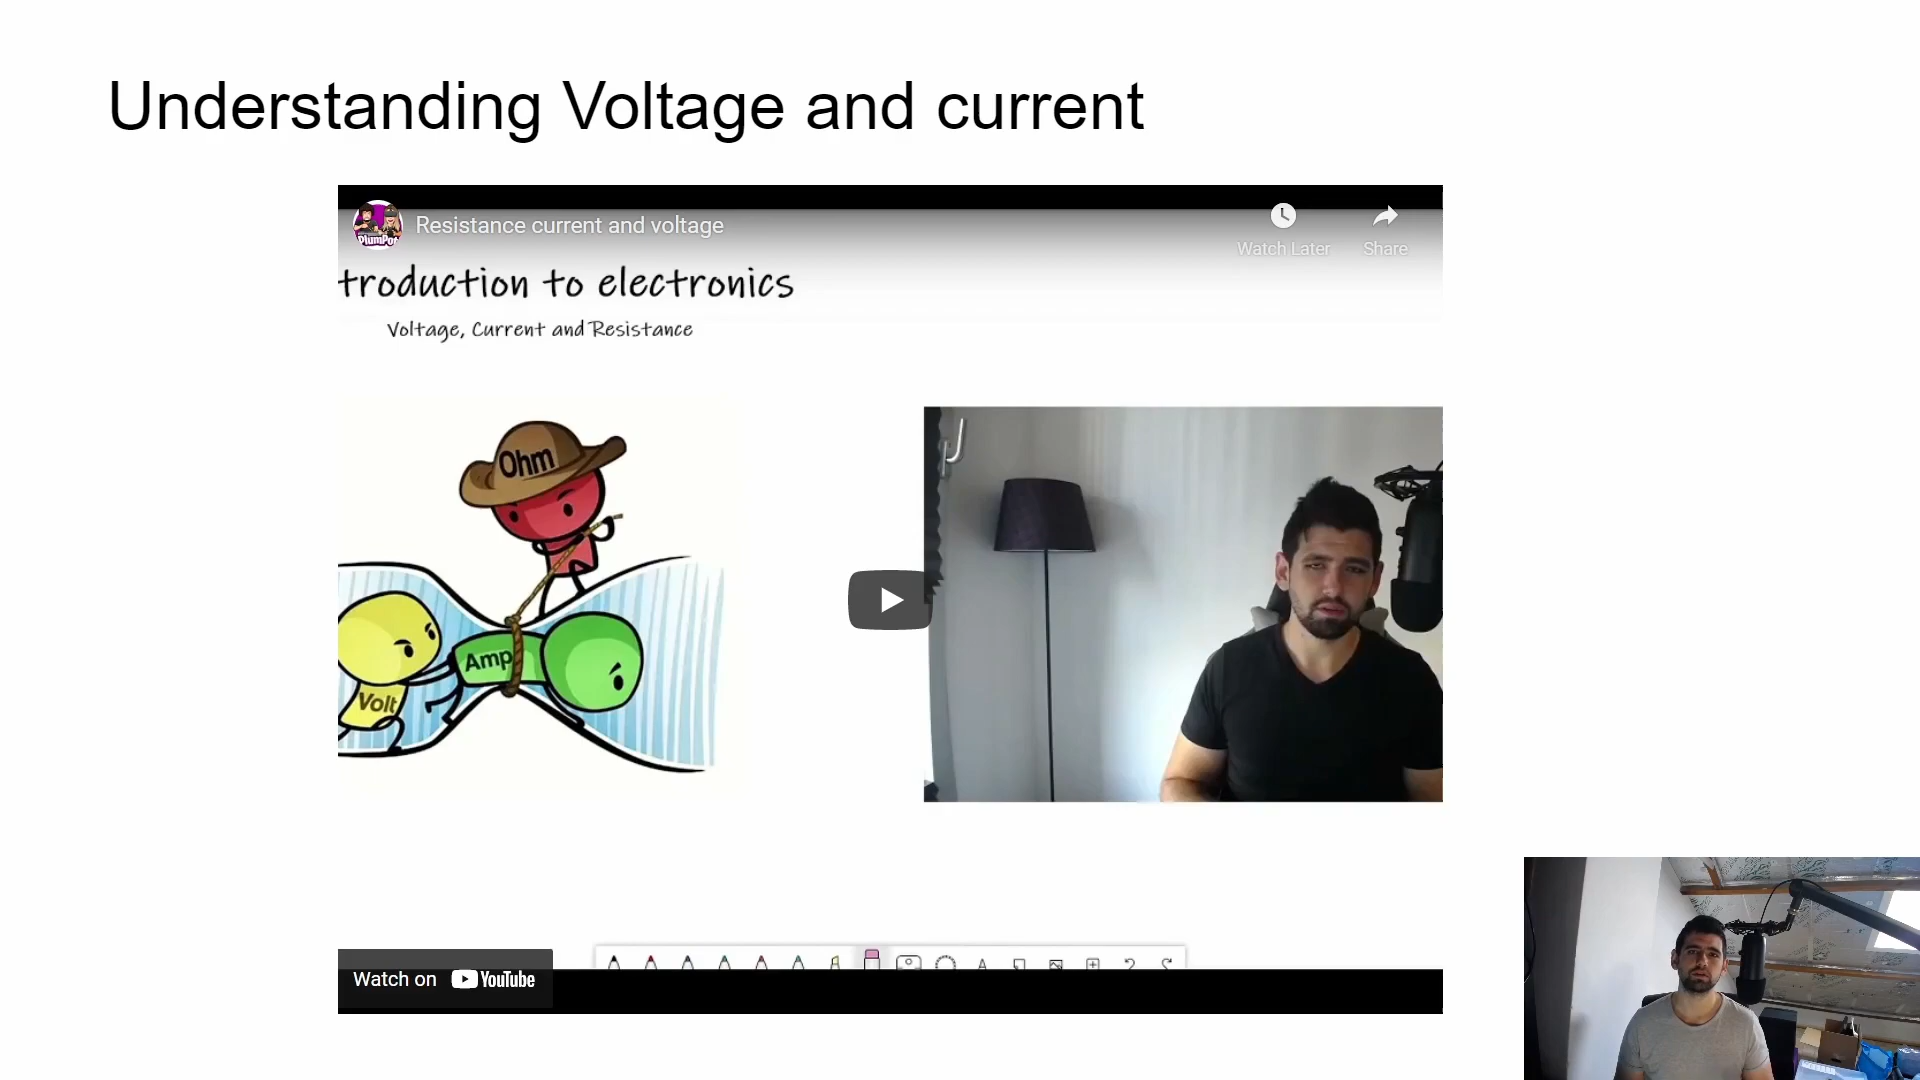 Understanding Voltage and current
PlumPot
Resistance current and voltage
Watch Later
Share
troduction to electronics
Voltage, Current and Resistance
Ohm
Amp
Volt
Watch on YouTube